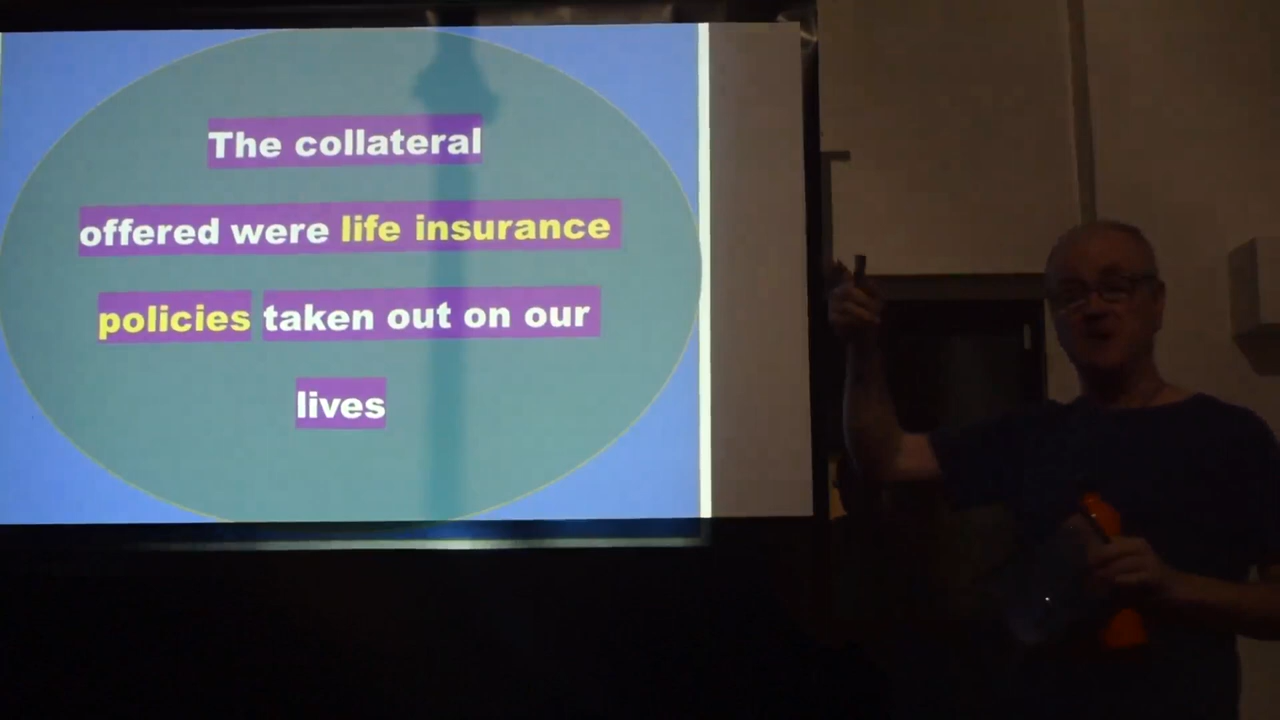 The collateral
offered were life insurance
policies taken out on our
lives